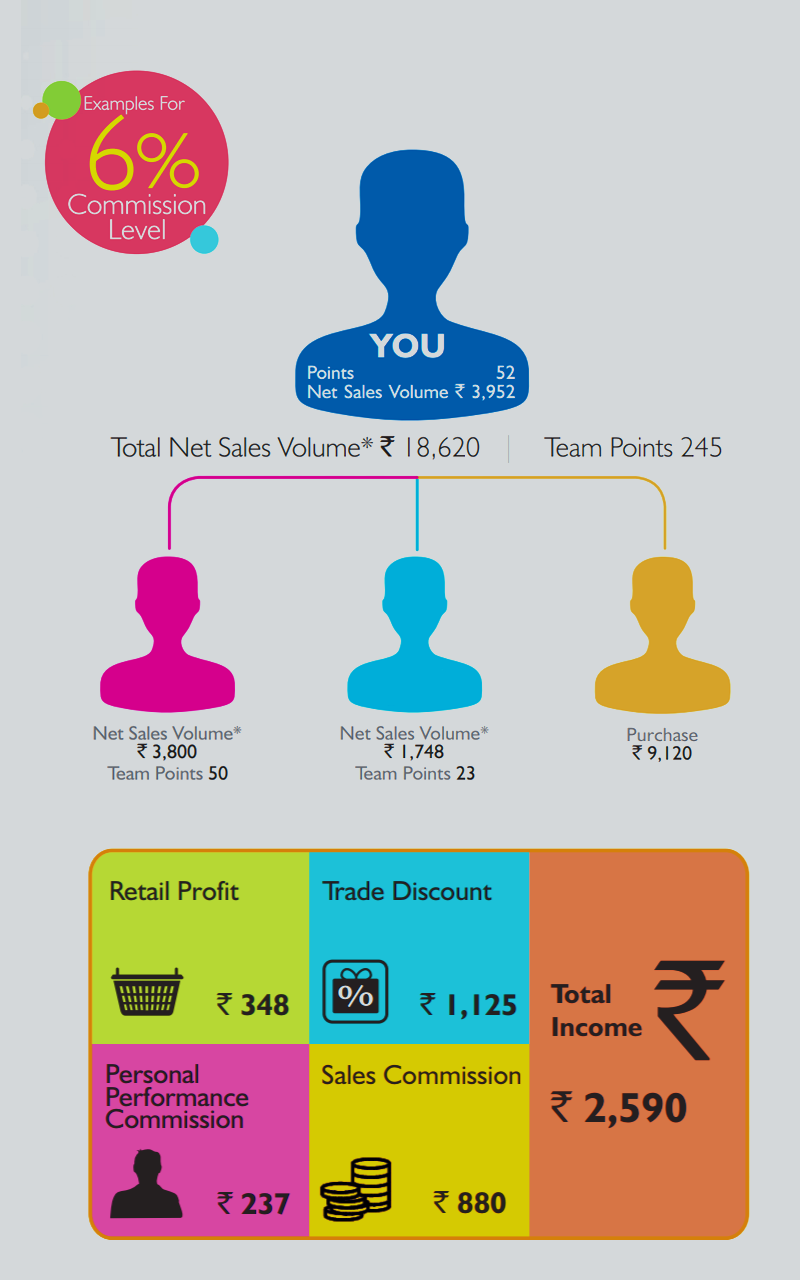 Examples For
6%
Commission
Level
YOU
Points 52
Net Sales Volume ₹ 3,952
Total Net Sales Volume* ₹ 18,620 | Team Points 245
Net Sales Volume*
₹ 3,800
Team Points 50
Net Sales Volume*
₹ 1,748
Team Points 23
Purchase
₹ 9,120
Retail Profit
₹ 348
Trade Discount
%
₹ 1,125
Personal
Performance
Commission
₹ 237
Sales Commission
₹ 880
Total
Income
₹
₹ 2,590